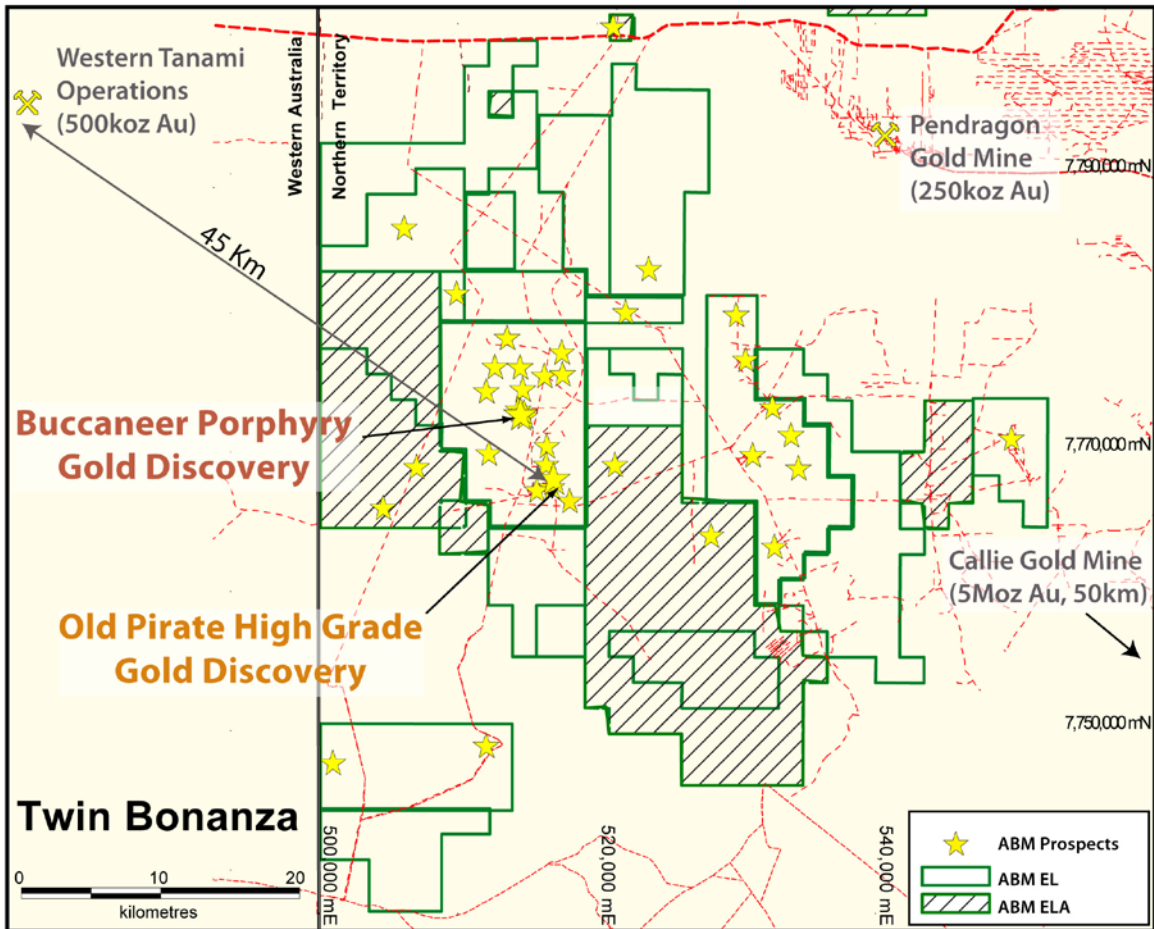 Western Tanami
Operations
(500koz Au)
Western Australia
Northern Territory
Pendragon
Gold Mine
(250koz Au)
7,790,000 mN
45 Km
Buccaneer Porphyry
Gold Discovery
7,770,000 mN
Callie Gold Mine
(5Moz Au, 50km)
Old Pirate High Grade
Gold Discovery
7,750,000 mN
Twin Bonanza
0 10 20
kilometres
500,000 mE
520,000 mE
540,000 mE
ABM Prospects
ABM EL
ABM ELA